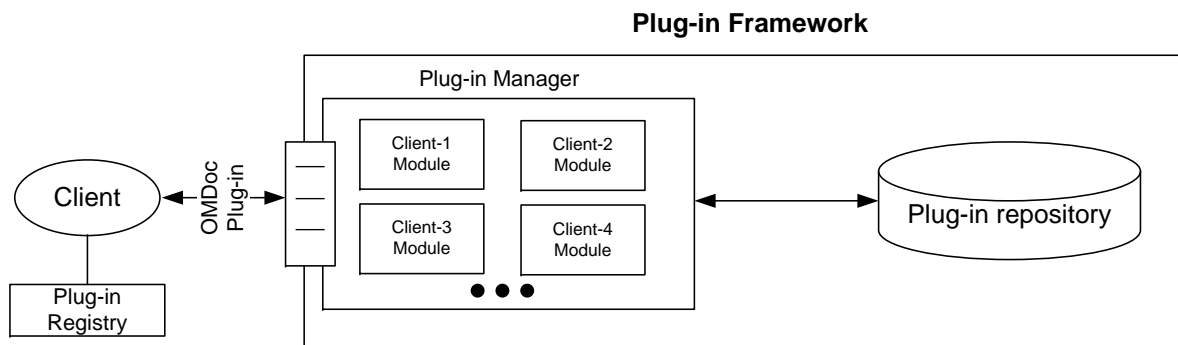 Plug-in Framework
Plug-in Manager
Client-1
Module
Client-2
Module
Client
OMDoc
Plug-in
Client-3
Module
Client-4
Module
Plug-in repository
Plug-in
Registry